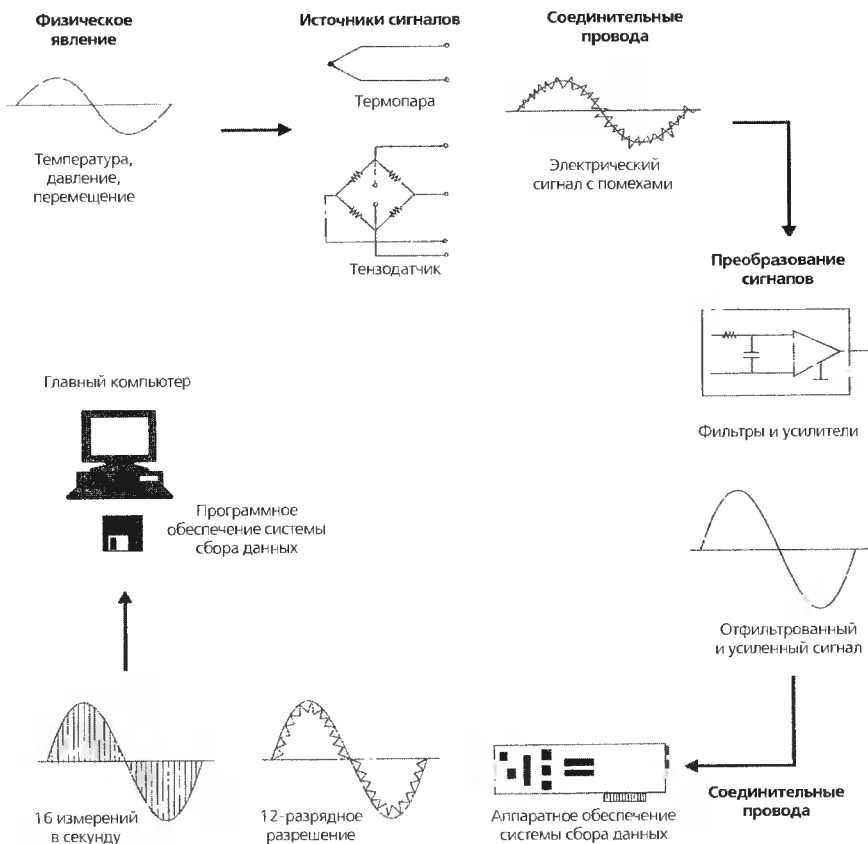 Физическое
явление
Источники сигналов
Соединительные
провода
Термопара
Температура,
давление,
перемещение
Электрический
сигнал с помехами
Тензодатчик
Преобразование
сигнапов
Главный компьютер
Фильтры и усилители
Программное
обеспечение системы
сбора данных
Отфильтрованный
и усиленный сигнал
16 измерений
в секунду
12-разрядное
разрешение
Аппаратное обеспечение
системы сбора данных
Соединительные
провода